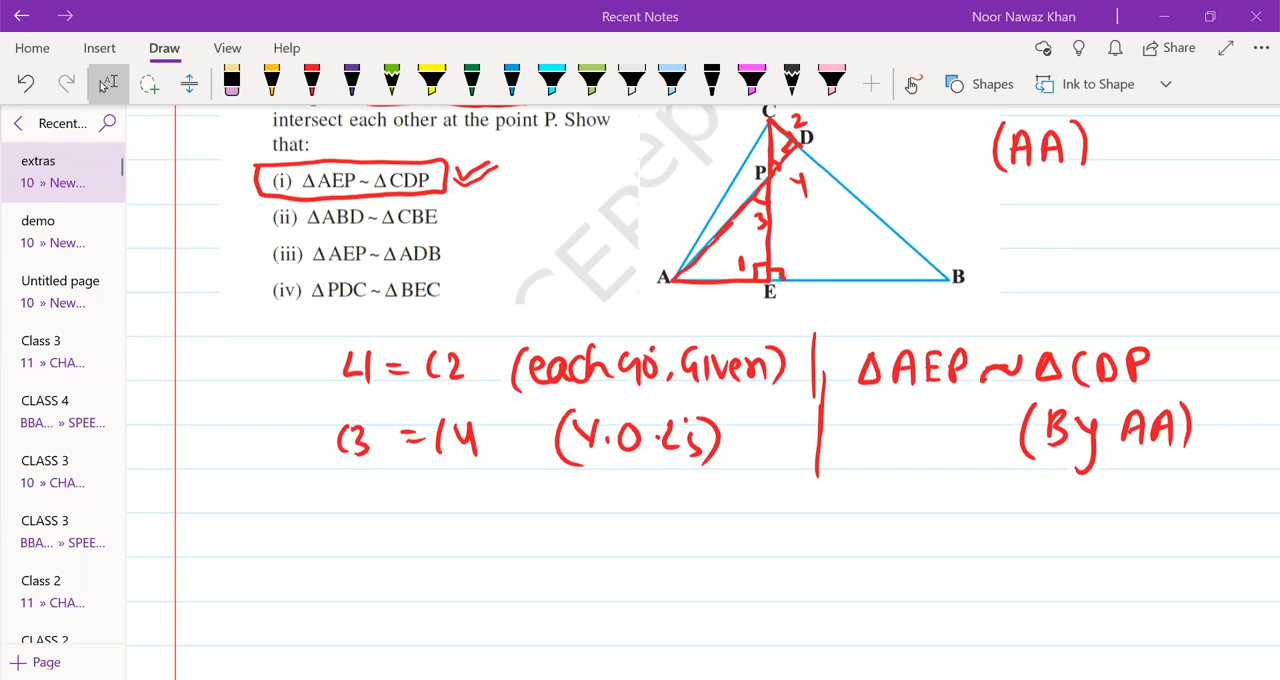 Recent Notes
Noor Nawaz Khan
Home Insert Draw View Help
Share
Shapes
Ink to Shape
Recent...
extras
10 » New...
demo
10 » New...
Untitled page
10 » New...
Class 3
11 » CHA...
CLASS 4
BBA... » SPEE...
CLASS 3
10 » CHA...
CLASS 3
BBA... » SPEE...
Class 2
11 » CHA...
CLASS 2
Page
intersect each other at the point P. Show
that:
(i) ΔAEP ~ ΔCDP
(ii) ΔABD ~ ΔCBE
(iii) ΔAEP ~ ΔADB
(iv) ΔPDC ~ ΔBEC
C
2
D
P
4
3
1
A
E
B
(AA)
∠1 = ∠2 (each 90°, Given)
∠3 = ∠4 (V.O.∠'s)
ΔAEP ~ ΔCDP
(By AA)